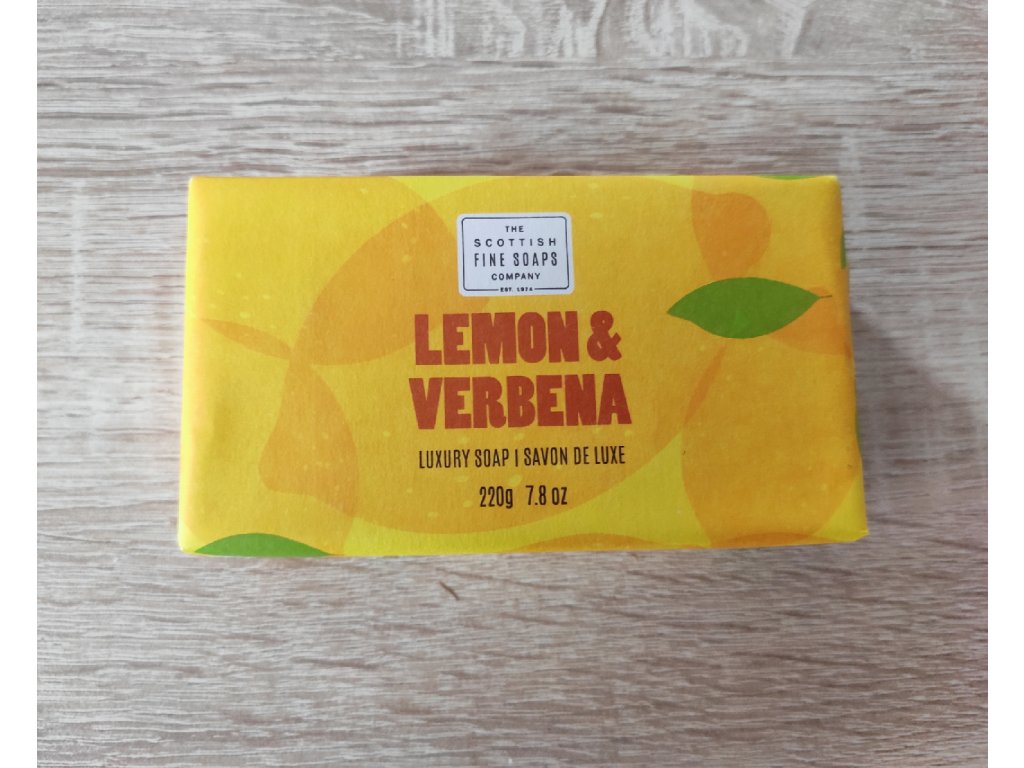 THE
SCOTTISH
FINE SOAPS
COMPANY
EST. 1974
LEMON &
VERBENA
LUXURY SOAP | SAVON DE LUXE
220g 7.8 oz